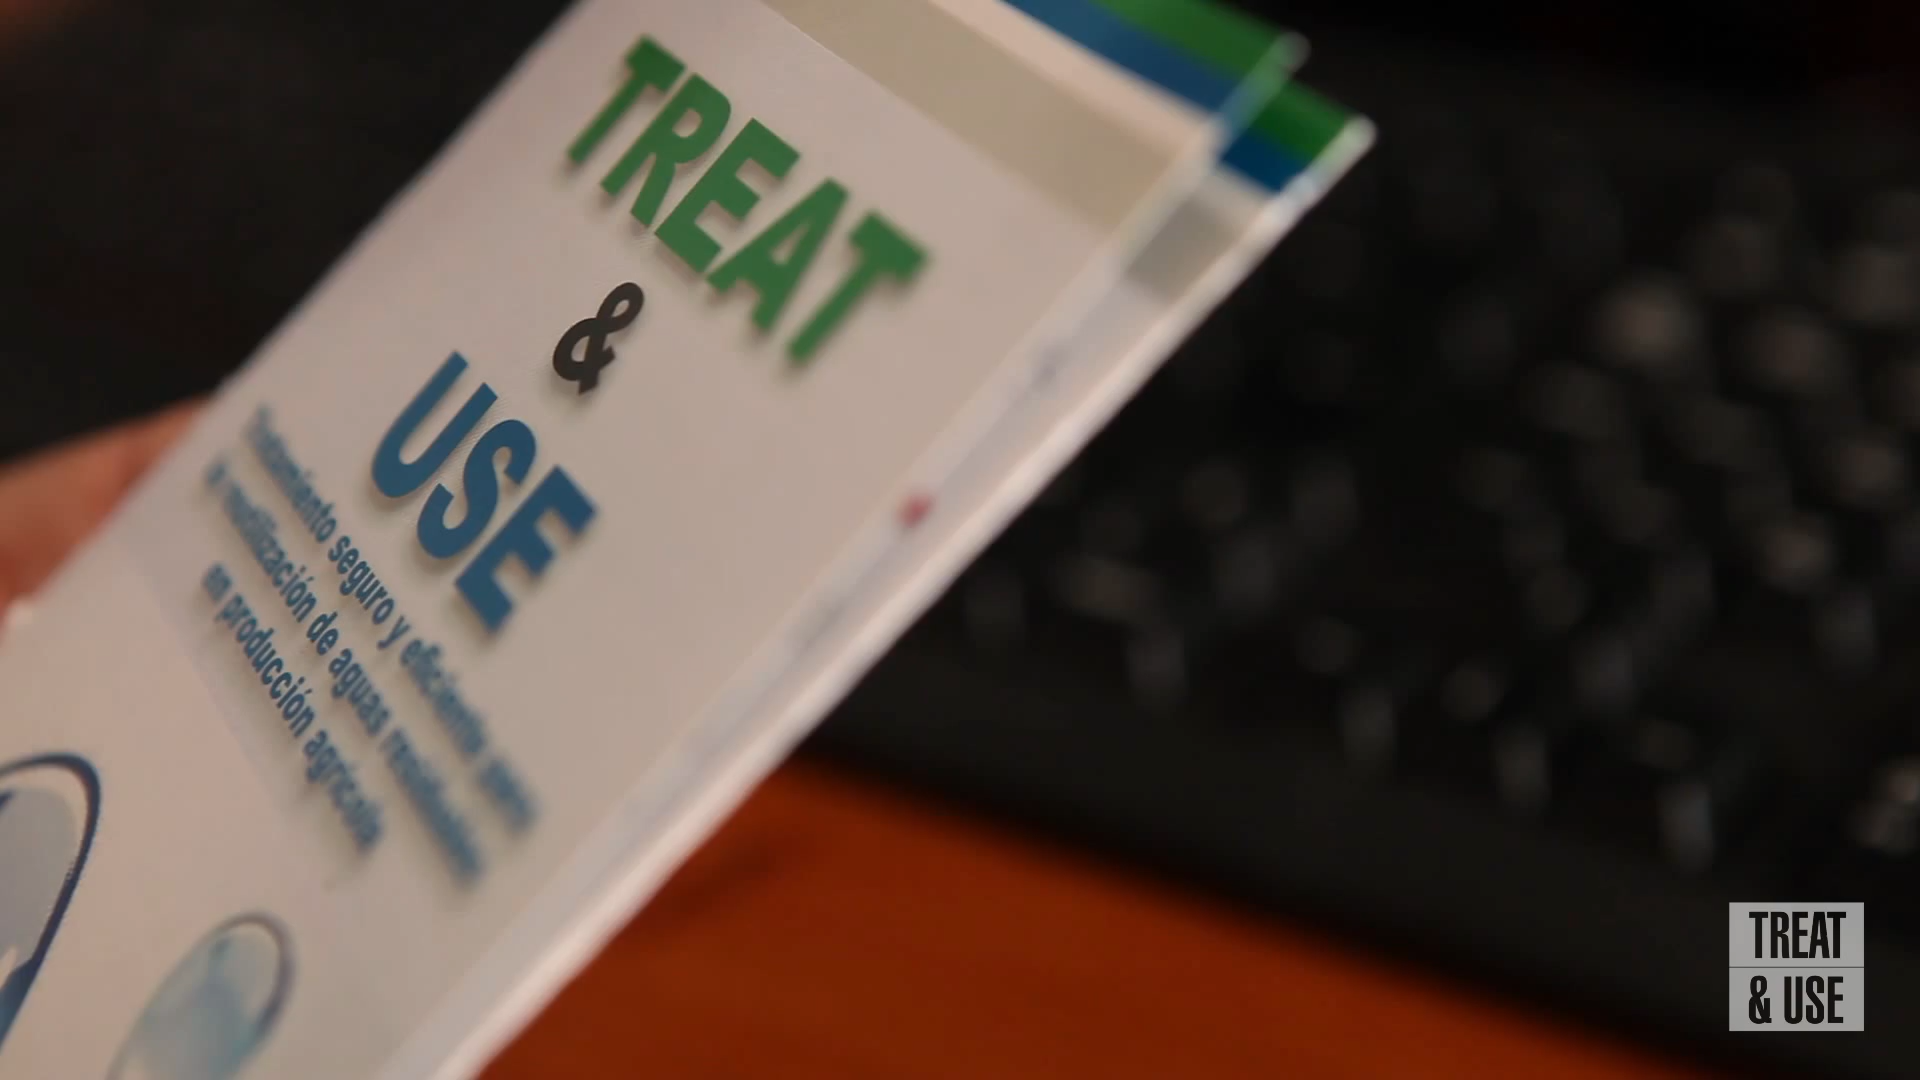 TREAT
&
USE
Tratamiento seguro y eficiente para
la reutilización de aguas residuales
en producción agrícola
TREAT
& USE